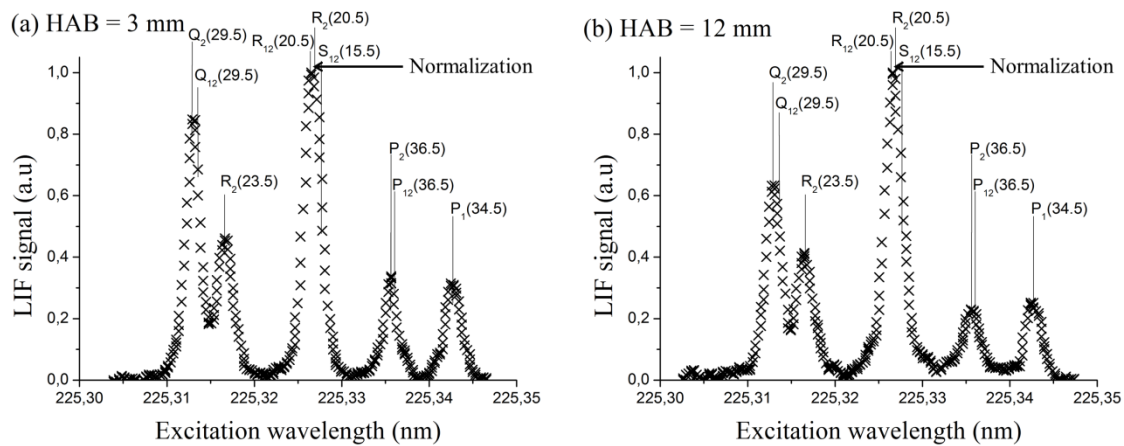 (a) HAB = 3 mm
R₂(20.5)
Q₂(29.5)
R₁₂(20.5)
S₁₂(15.5)
Q₁₂(29.5)
Normalization
P₂(36.5)
R₂(23.5)
P₁₂(36.5)
P₁(34.5)
LIF signal (a.u)
1,0
0,8
0,6
0,4
0,2
0,0
225,30
225,31
225,32
225,33
225,34
225,35
Excitation wavelength (nm)
(b) HAB = 12 mm
R₂(20.5)
R₁₂(20.5)
S₁₂(15.5)
Q₂(29.5)
Normalization
Q₁₂(29.5)
P₂(36.5)
R₂(23.5)
P₁₂(36.5)
P₁(34.5)
LIF signal (a.u)
1,0
0,8
0,6
0,4
0,2
0,0
225,30
225,31
225,32
225,33
225,34
225,35
Excitation wavelength (nm)